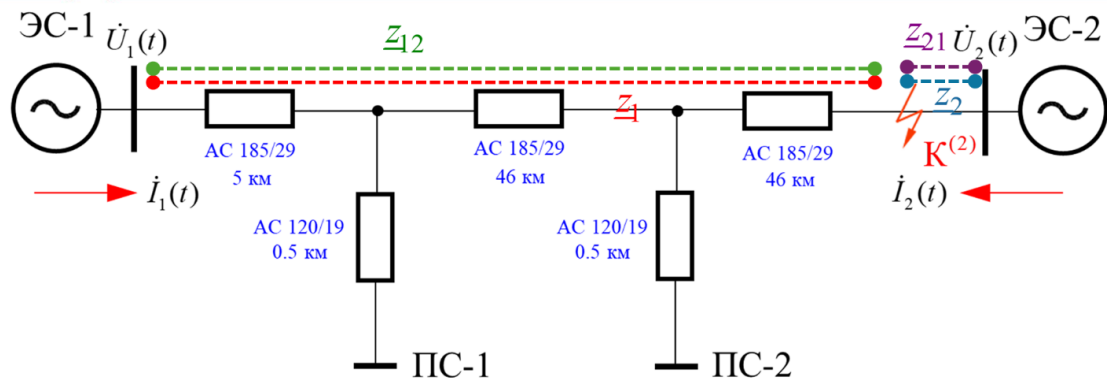 ЭС-1
U̇₁(t)
z₁₂
z₂₁
U̇₂(t)
ЭС-2
z₁
z₂
АС 185/29
5 км
АС 185/29
46 км
АС 185/29
46 км
К⁽²⁾
İ₁(t)
İ₂(t)
АС 120/19
0.5 км
АС 120/19
0.5 км
ПС-1
ПС-2